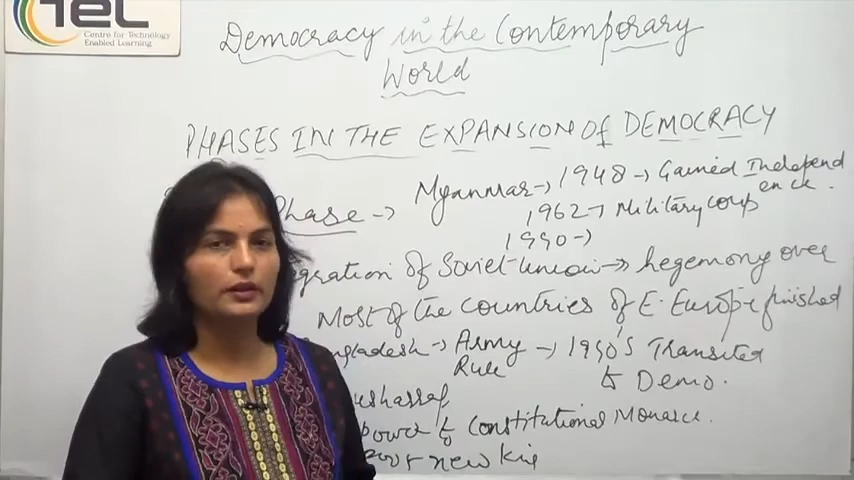 TEL
Centre for Technology
Enabled Learning
Democracy in the Contemporary
World
PHASES IN THE EXPANSION OF DEMOCRACY
Phase → Myanmar → 1948 → Gained Independ
ence.
1962 → Military coup
1990 →
gration of Soviet Union → hegemony over
Most of the countries of E. Europe finished
ngladesh → Army → 1990's Transited
Rule to Demo.
usharraf
power to Constitutional Monarch.
new King